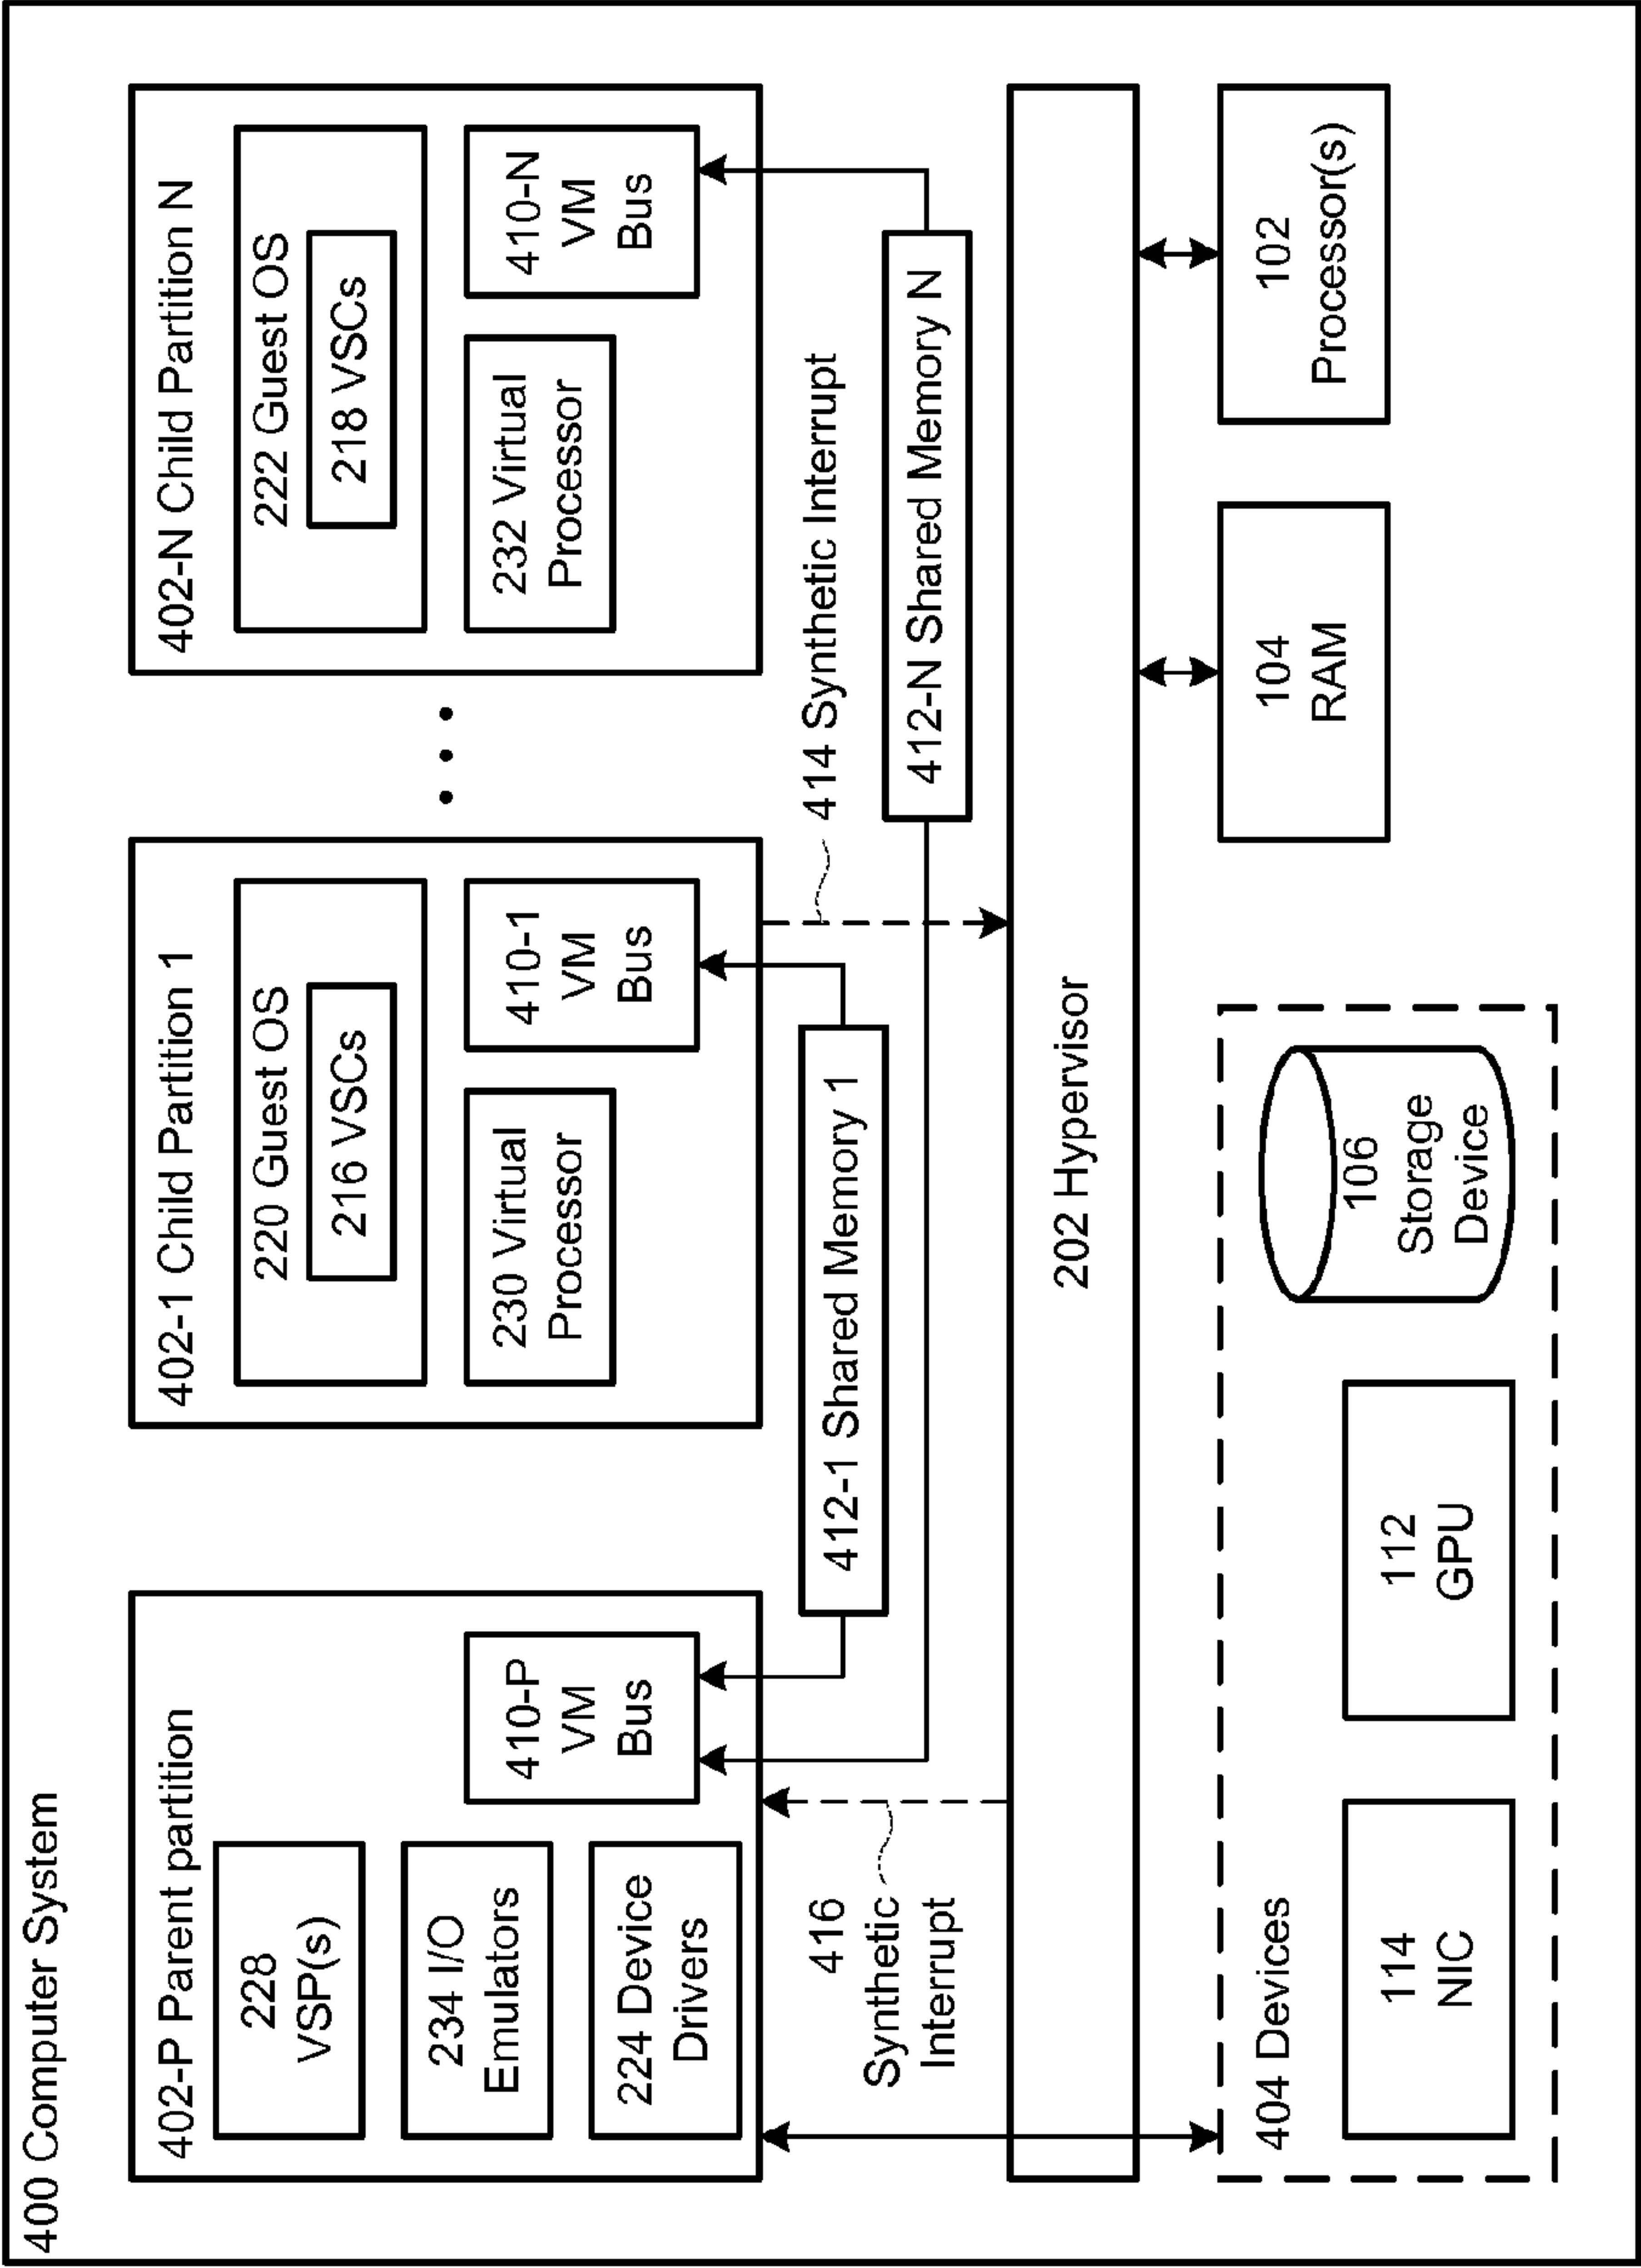 400 Computer System
402-P Parent partition
228
VSP(s)
234 I/O
Emulators
224 Device
Drivers
410-P
VM
Bus
402-1 Child Partition 1
220 Guest OS
216 VSCs
230 Virtual
Processor
410-1
VM
Bus
402-N Child Partition N
222 Guest OS
218 VSCs
232 Virtual
Processor
410-N
VM
Bus
412-1 Shared Memory 1
414 Synthetic Interrupt
412-N Shared Memory N
416
Synthetic
Interrupt
202 Hypervisor
404 Devices
114
NIC
112
GPU
106
Storage
Device
104
RAM
102
Processor(s)